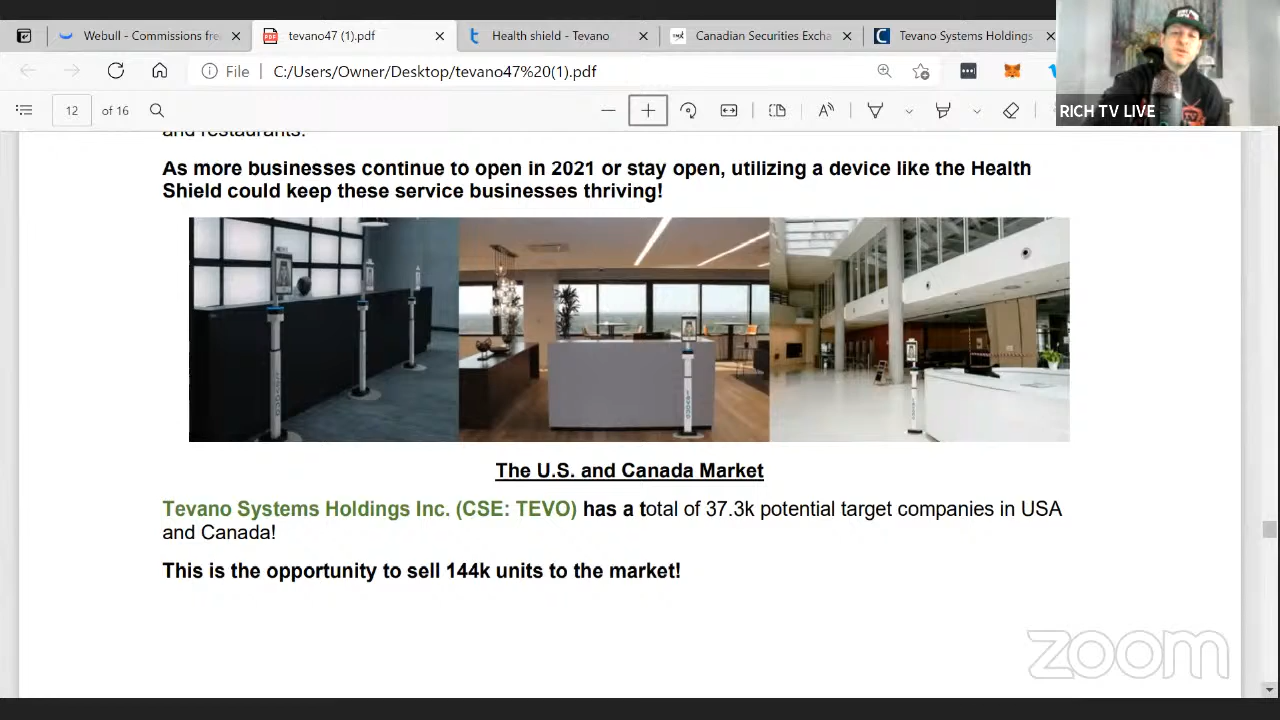 Webull - Commissions fre
tevano47 (1).pdf
Health shield - Tevano
Canadian Securities Excha
Tevano Systems Holdings
File
C:/Users/Owner/Desktop/tevano47%20(1).pdf
RICH TV LIVE
12
of 16
and restaurants.
As more businesses continue to open in 2021 or stay open, utilizing a device like the Health
Shield could keep these service businesses thriving!
The U.S. and Canada Market
Tevano Systems Holdings Inc. (CSE: TEVO) has a total of 37.3k potential target companies in USA
and Canada!
This is the opportunity to sell 144k units to the market!
zoom